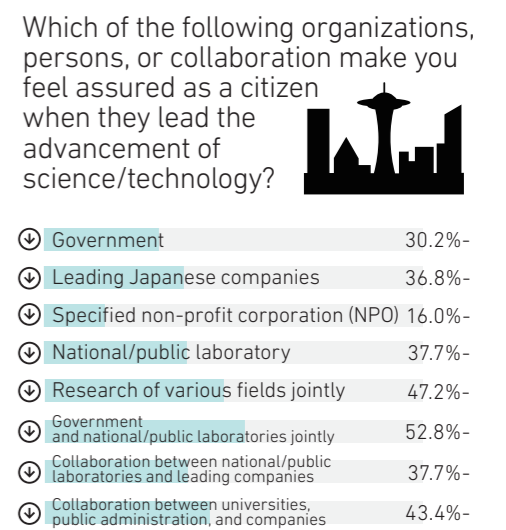 Which of the following organizations,
persons, or collaboration make you
feel assured as a citizen
when they lead the
advancement of
science/technology?
Government 30.2%-
Leading Japanese companies 36.8%-
Specified non-profit corporation (NPO) 16.0%-
National/public laboratory 37.7%-
Research of various fields jointly 47.2%-
Government
and national/public laboratories jointly 52.8%-
Collaboration between national/public
laboratories and leading companies 37.7%-
Collaboration between universities,
public administration, and companies 43.4%-